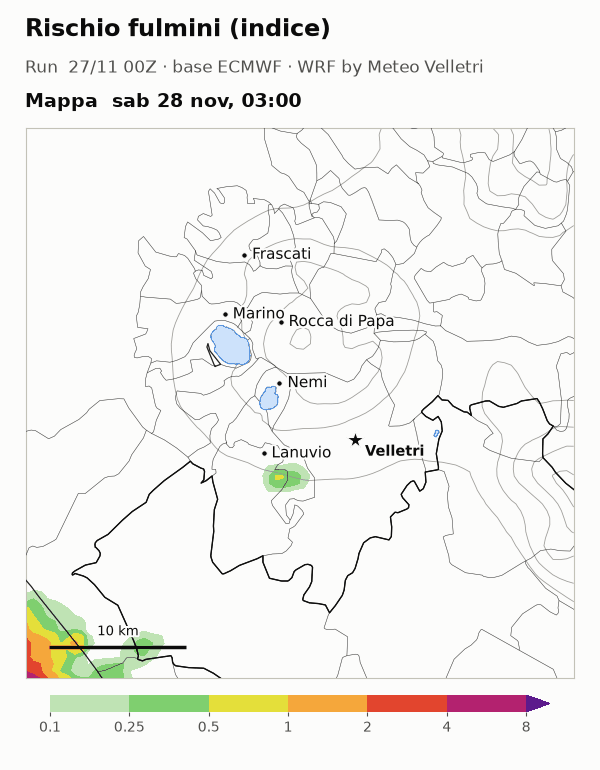 Rischio fulmini (indice)
Run  27/11 00Z · base ECMWF · WRF by Meteo Velletri
Mappa  sab 28 nov, 03:00
Frascati
Marino
Rocca di Papa
Nemi
Velletri
Lanuvio
10 km
0.1 0.25 0.5 1 2 4 8